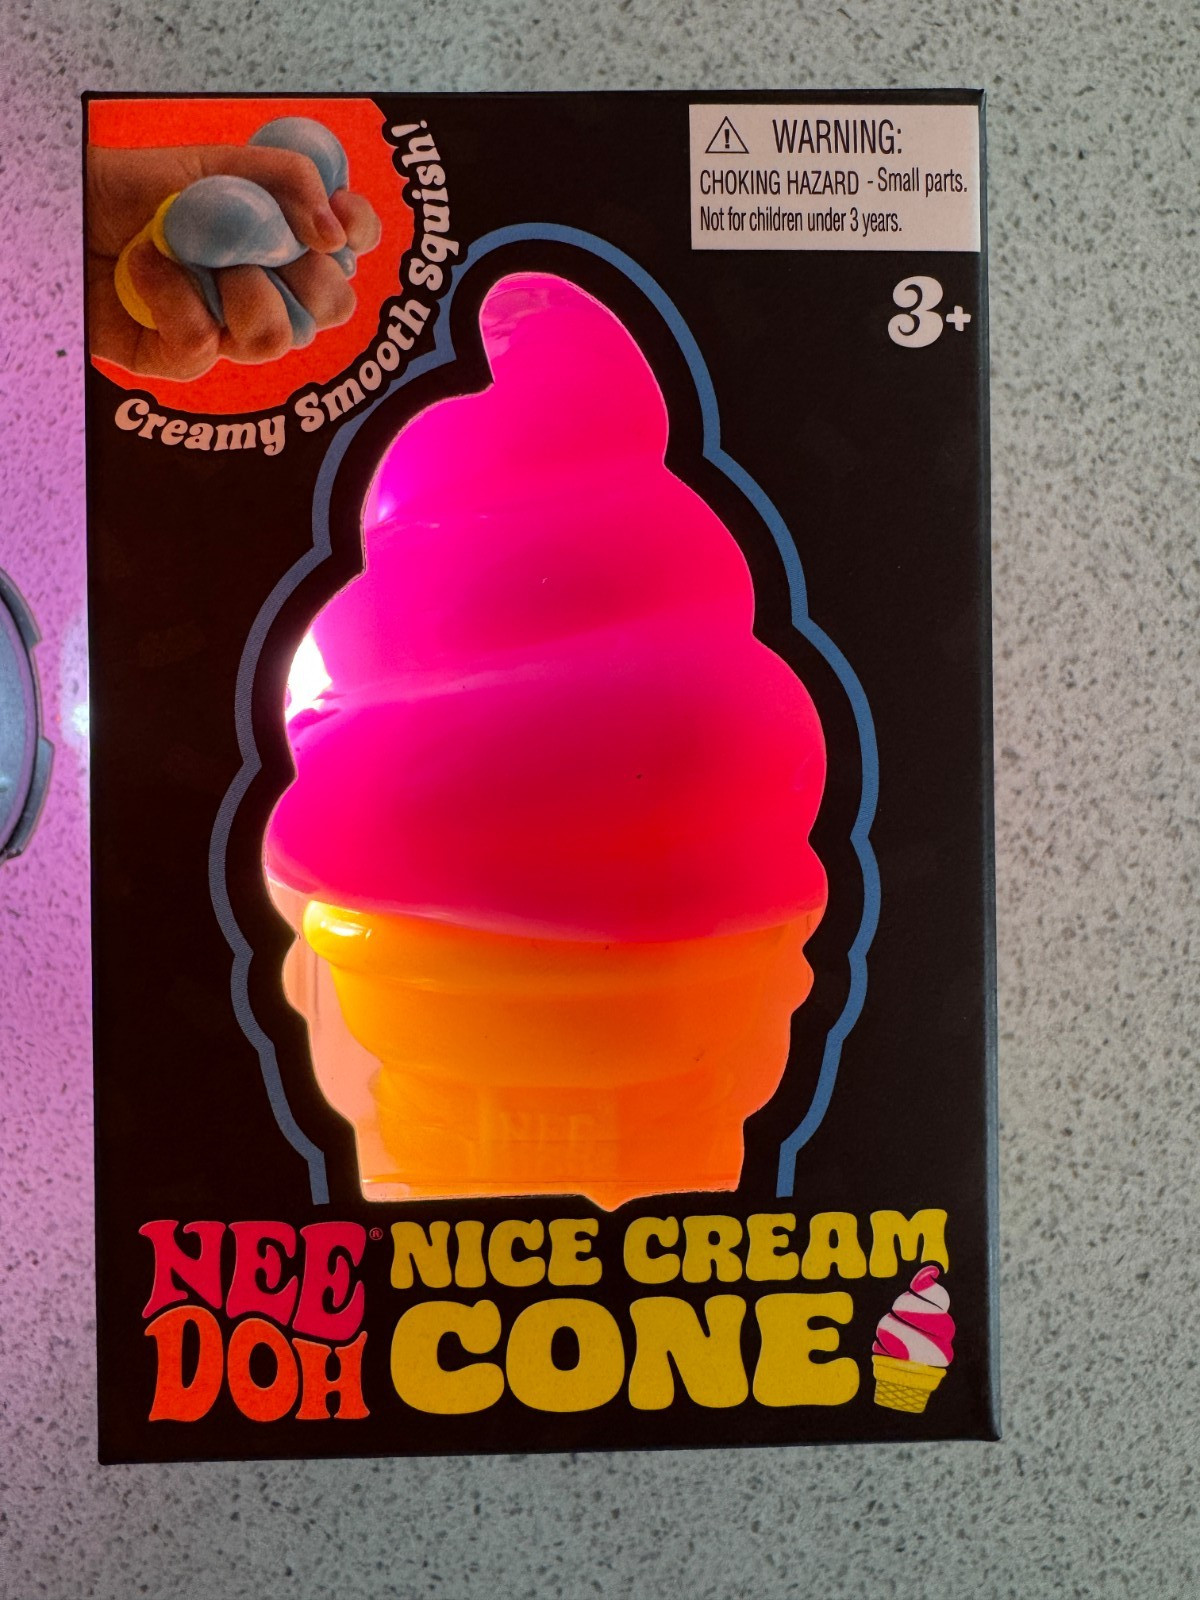 Creamy Smooth Squish!
WARNING:
CHOKING HAZARD - Small parts.
Not for children under 3 years.
3+
NEE
DOH®
NICE CREAM
CONE